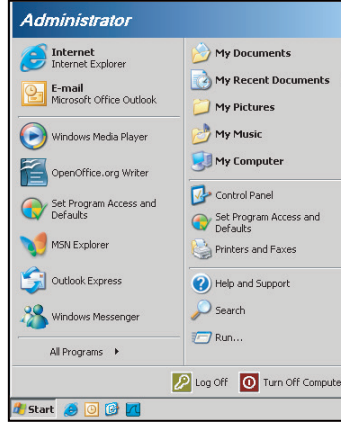 Administrator
Internet
Internet Explorer
E-mail
Microsoft Office Outlook
Windows Media Player
OpenOffice.org Writer
Set Program Access and
Defaults
MSN Explorer
Outlook Express
Windows Messenger
All Programs
My Documents
My Recent Documents
My Pictures
My Music
My Computer
Control Panel
Set Program Access and
Defaults
Printers and Faxes
Help and Support
Search
Run...
Log Off
Turn Off Compute
Start